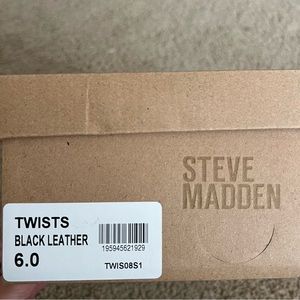 STEVE
MADDEN
TWISTS
BLACK LEATHER
6.0
195945621929
TWIS08S1